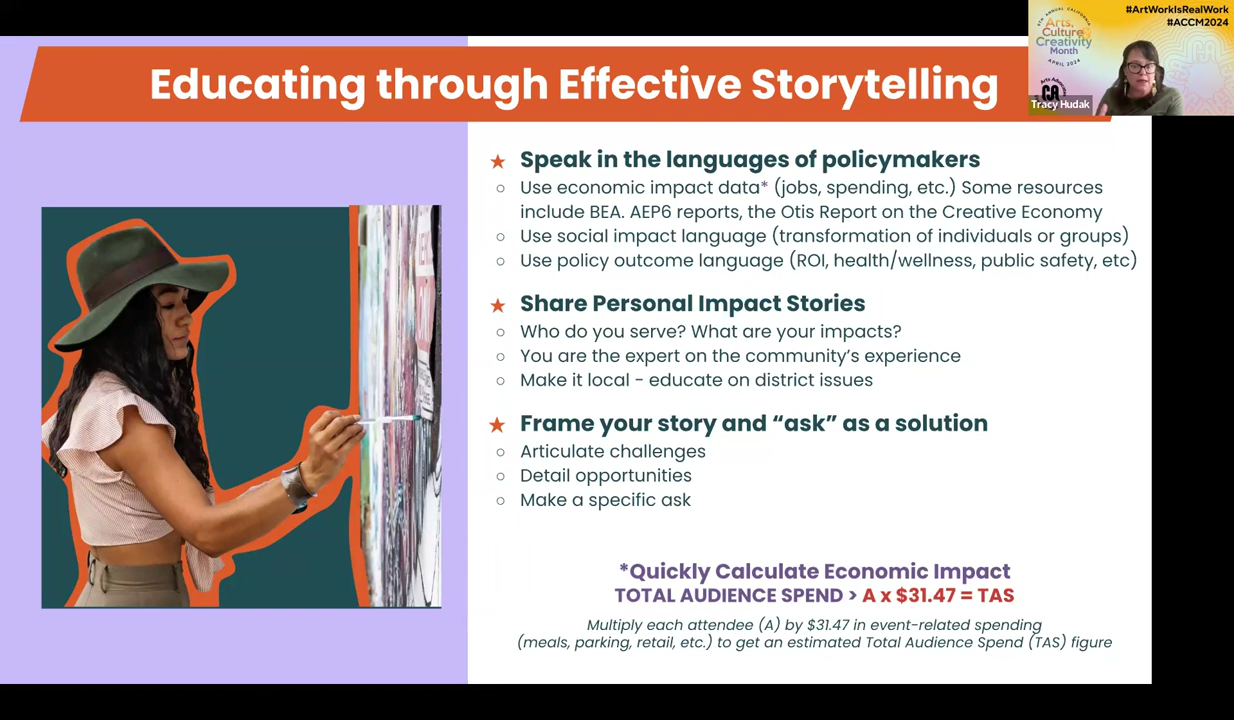 #ArtWorkIsRealWork
#ACCM2024
5TH ANNUAL CALIFORNIA
Arts,
Culture &
Creativity
Month
APRIL 2024
CA
Tracy Hudak
Educating through Effective Storytelling
★ Speak in the languages of policymakers
○ Use economic impact data* (jobs, spending, etc.) Some resources
include BEA. AEP6 reports, the Otis Report on the Creative Economy
○ Use social impact language (transformation of individuals or groups)
○ Use policy outcome language (ROI, health/wellness, public safety, etc)
★ Share Personal Impact Stories
○ Who do you serve? What are your impacts?
○ You are the expert on the community’s experience
○ Make it local - educate on district issues
★ Frame your story and “ask” as a solution
○ Articulate challenges
○ Detail opportunities
○ Make a specific ask
*Quickly Calculate Economic Impact
TOTAL AUDIENCE SPEND > A x $31.47 = TAS
Multiply each attendee (A) by $31.47 in event-related spending
(meals, parking, retail, etc.) to get an estimated Total Audience Spend (TAS) figure